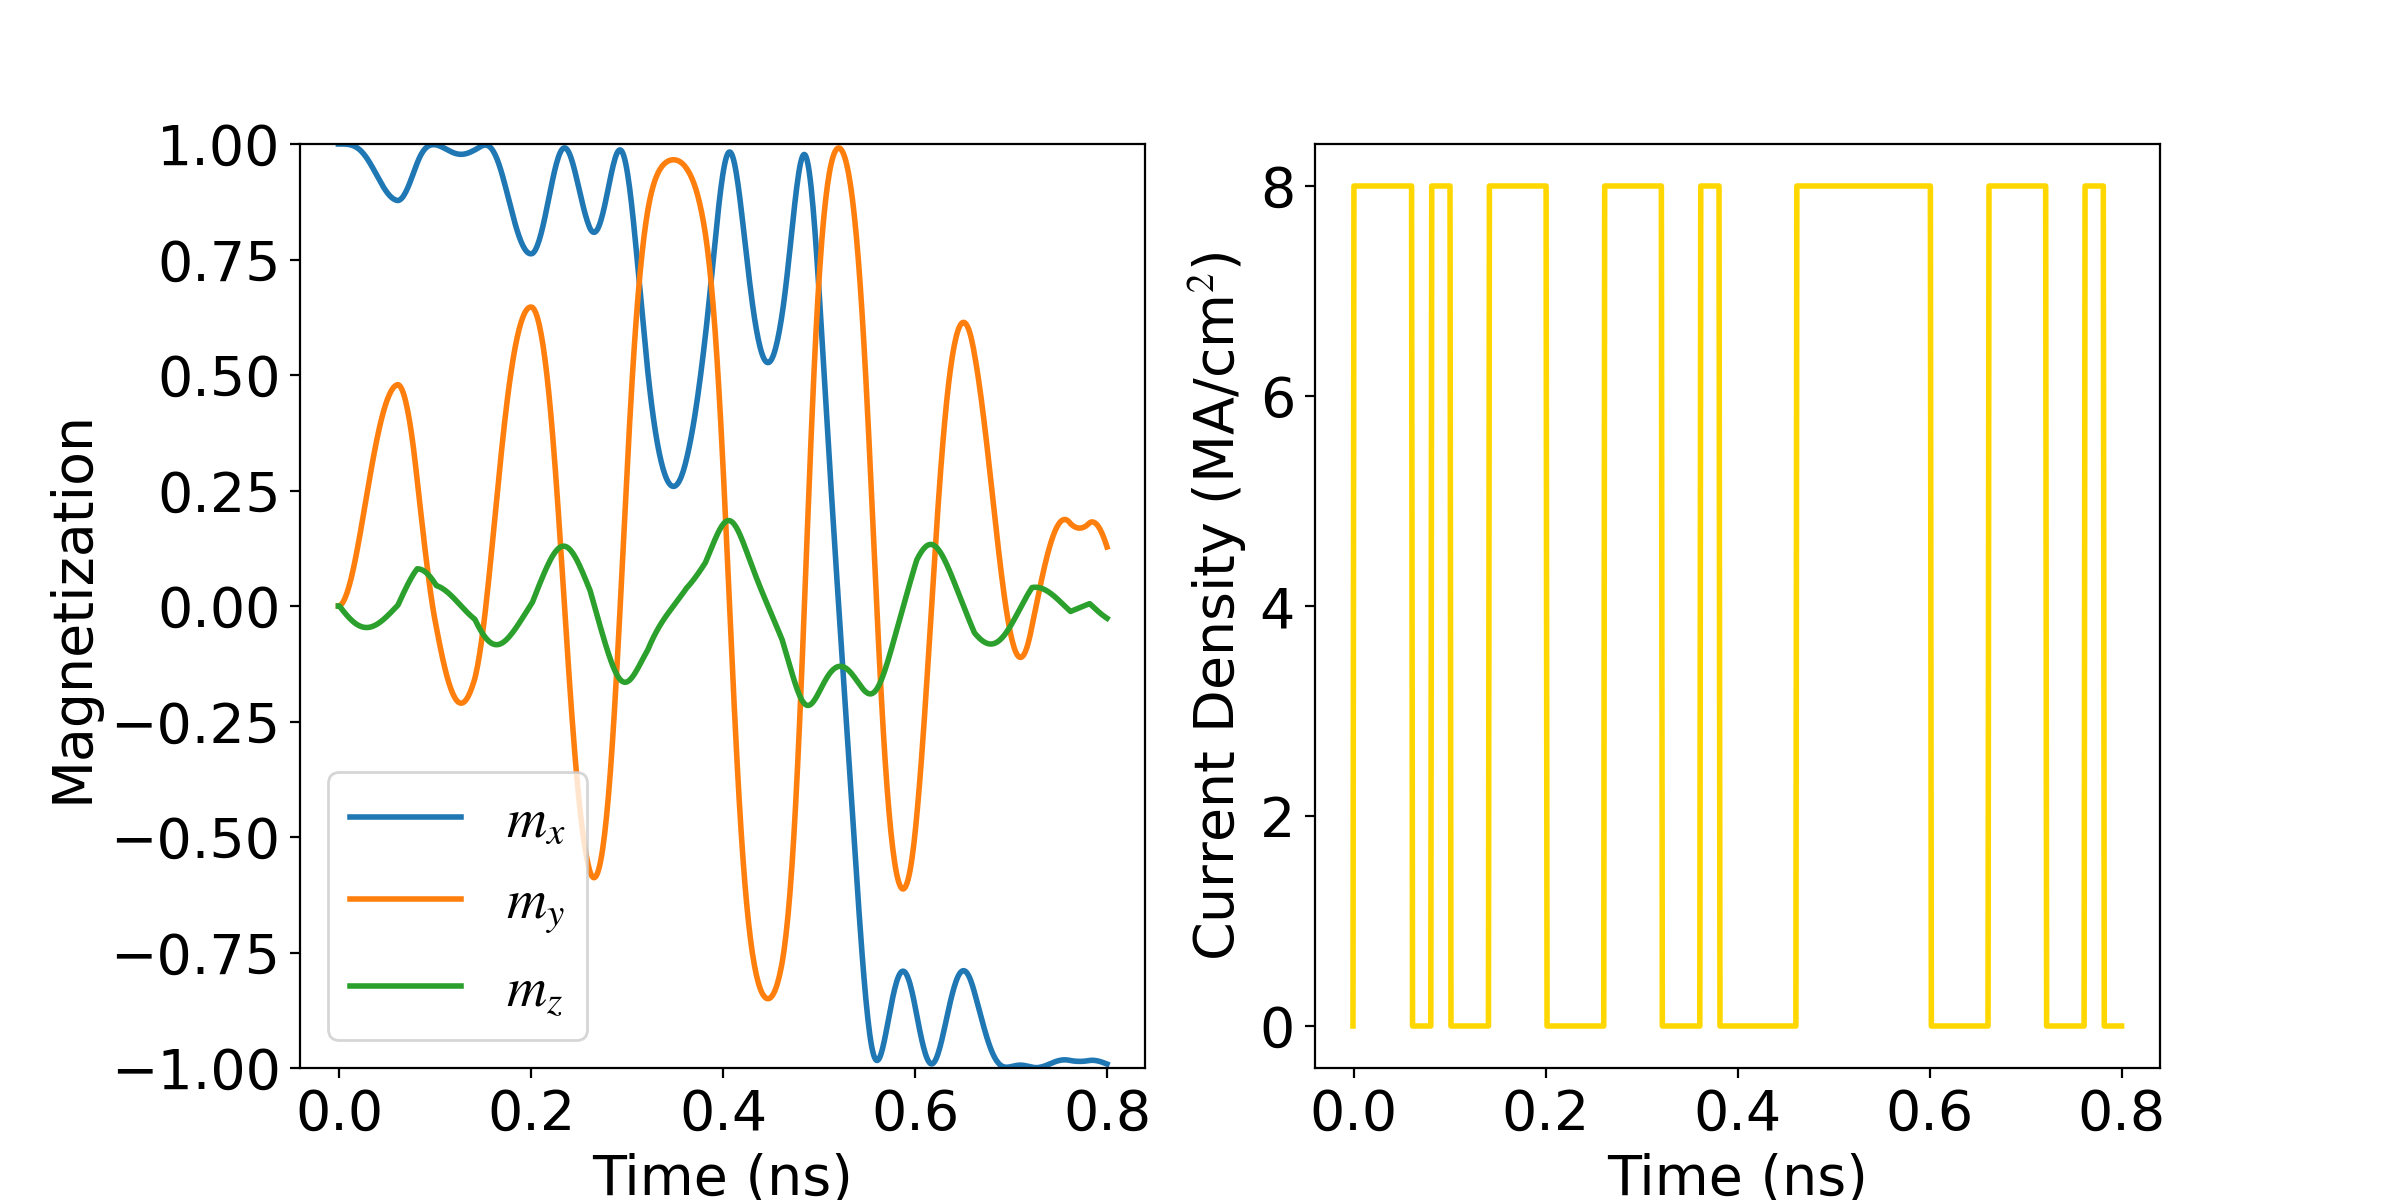 Magnetization
1.00
0.75
0.50
0.25
0.00
−0.25
−0.50
−0.75
−1.00
m_x
m_y
m_z
0.0 0.2 0.4 0.6 0.8
Time (ns)
Current Density (MA/cm²)
8
6
4
2
0
0.0 0.2 0.4 0.6 0.8
Time (ns)